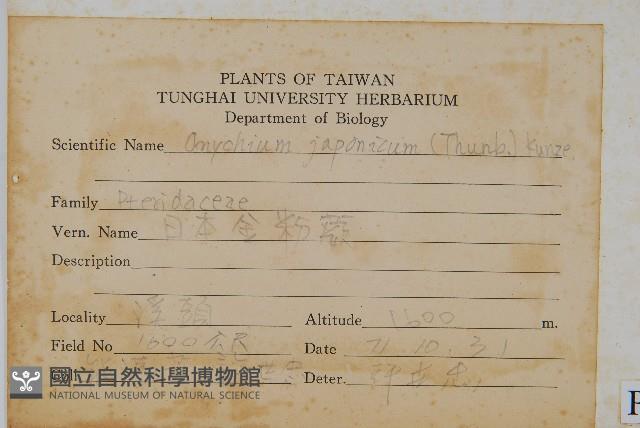 PLANTS OF TAIWAN
TUNGHAI UNIVERSITY HERBARIUM
Department of Biology
Scientific Name Onychium japonicum (Thunb.) Kunze
Family Pteridaceae
Vern. Name 日本金粉蕨
Description
Locality 溪頭 Altitude 1600 m.
Field No 1600公尺 Date 71.10.31
國立自然科學博物館 Deter.
NATIONAL MUSEUM OF NATURAL SCIENCE
P